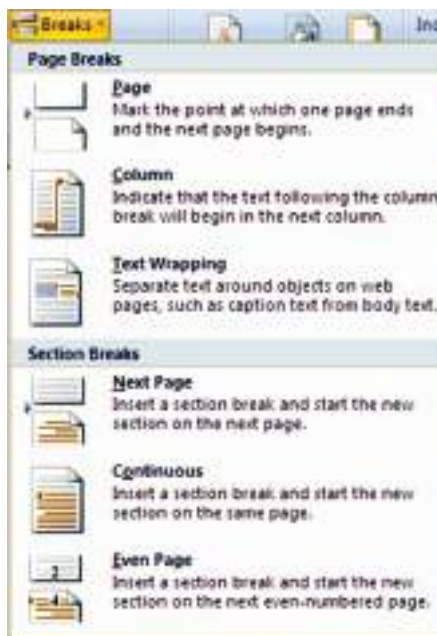 Breaks
Page Breaks
Page
Mark the point at which one page ends
and the next page begins.
Column
Indicate that the text following the column
break will begin in the next column.
Text Wrapping
Separate text around objects on web
pages, such as caption text from body text.
Section Breaks
Next Page
Insert a section break and start the new
section on the next page.
Continuous
Insert a section break and start the new
section on the same page.
Even Page
2
4
Insert a section break and start the new
section on the next even-numbered page.